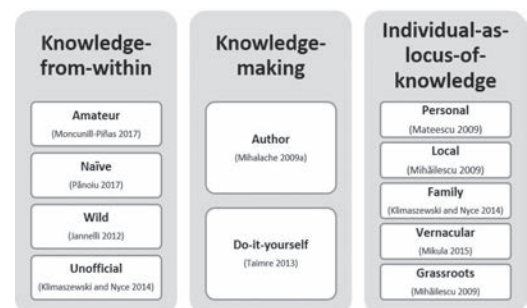 Knowledge-
from-within
Amateur
(Moncunill-Piñas 2017)
Naïve
(Pănoiu 2017)
Wild
(Jannelli 2012)
Unofficial
(Klimaszewski and Nyce 2014)
Knowledge-
making
Author
(Mihalache 2009a)
Do-it-yourself
(Taimre 2013)
Individual-as-
locus-of-
knowledge
Personal
(Mateescu 2009)
Local
(Mihăilescu 2009)
Family
(Klimaszewski and Nyce 2014)
Vernacular
(Mikula 2015)
Grassroots
(Mihăilescu 2009)